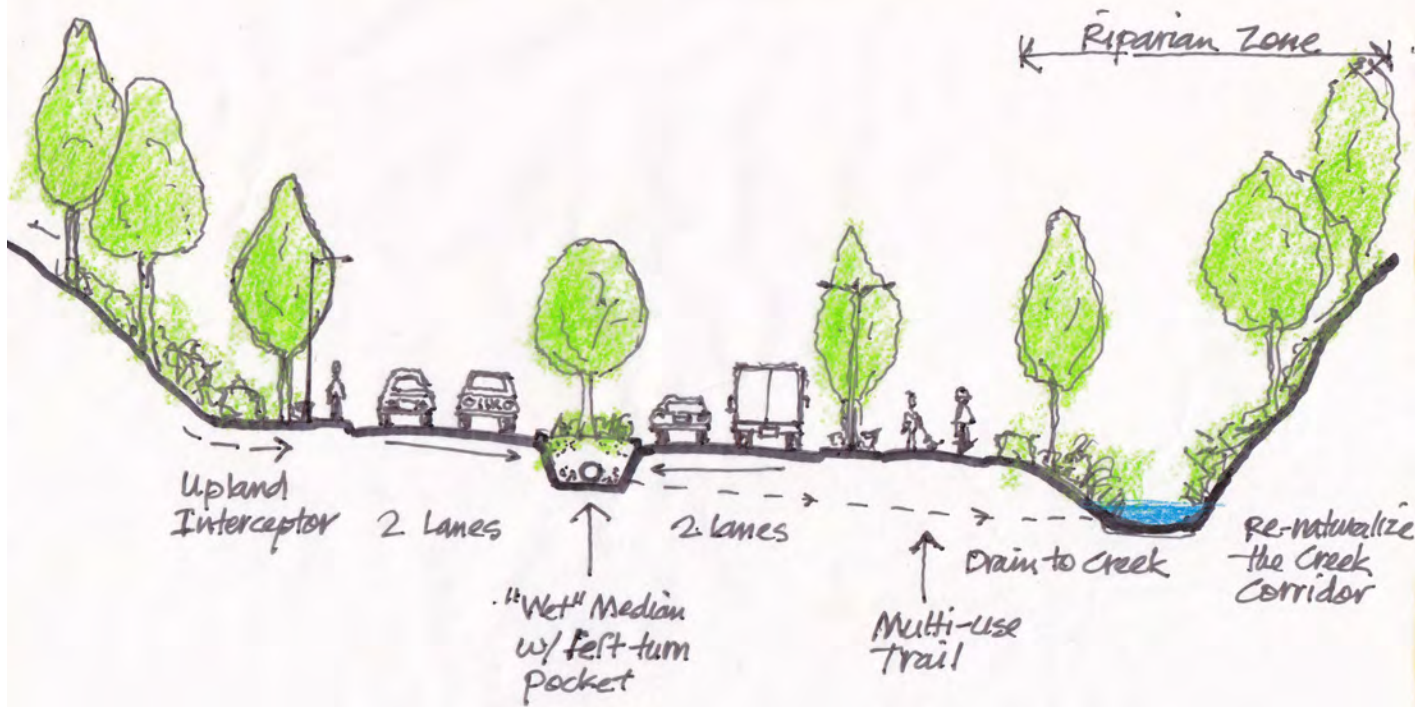 Riparian Zone
Upland
Interceptor
2 Lanes
"Wet" Median
w/ left turn
pocket
2 lanes
Multi-use
Trail
Drain to Creek
Re-naturalize
the Creek
Corridor